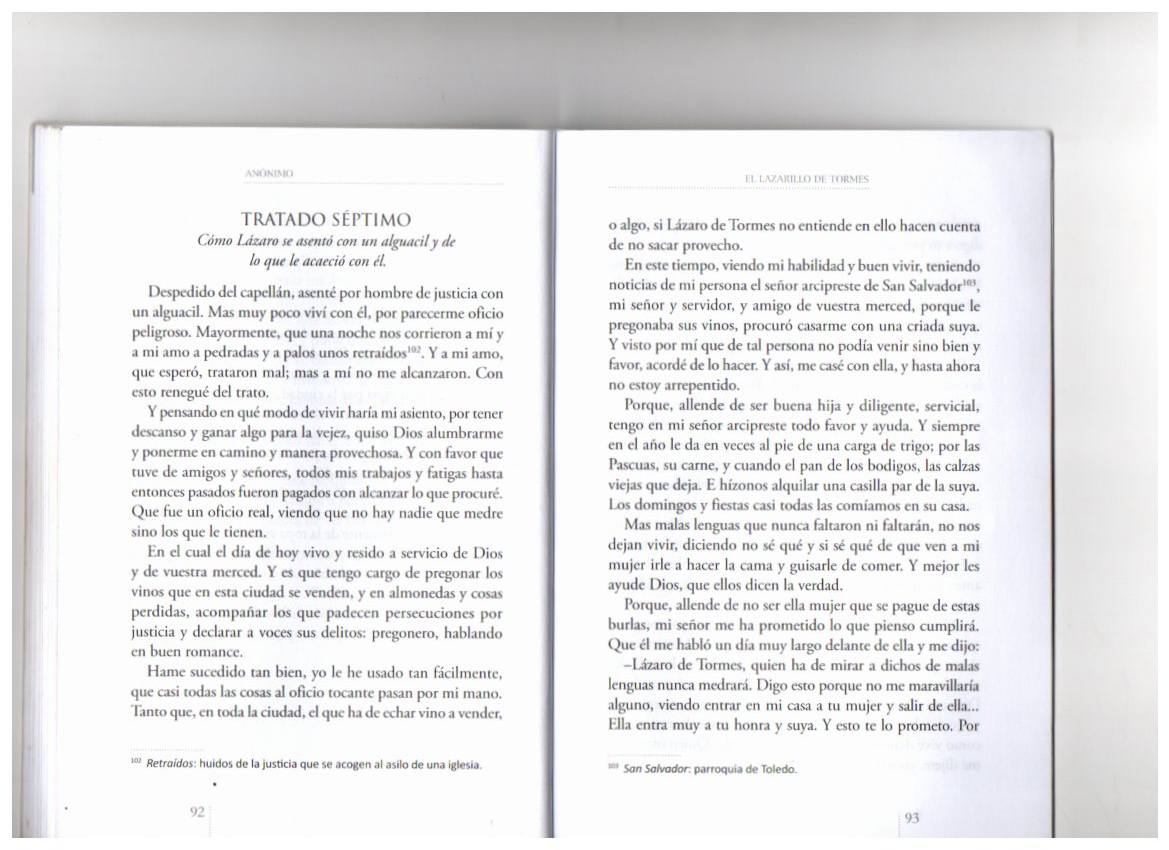 ANÓNIMO
TRATADO SÉPTIMO
Cómo Lázaro se asentó con un alguacil y de
lo que le acaeció con él.
Despedido del capellán, asenté por hombre de justicia con
un alguacil. Mas muy poco viví con él, por parecerme oficio
peligroso. Mayormente, que una noche nos corrieron a mí y
a mi amo a pedradas y a palos unos retraídos¹⁰². Y a mi amo,
que esperó, trataron mal; mas a mí no me alcanzaron. Con
esto renegué del trato.
Y pensando en qué modo de vivir haría mi asiento, por tener
descanso y ganar algo para la vejez, quiso Dios alumbrarme
y ponerme en camino y manera provechosa. Y con favor que
tuve de amigos y señores, todos mis trabajos y fatigas hasta
entonces pasados fueron pagados con alcanzar lo que procuré.
Que fue un oficio real, viendo que no hay nadie que medre
sino los que le tienen.
En el cual el día de hoy vivo y resido a servicio de Dios
y de vuestra merced. Y es que tengo cargo de pregonar los
vinos que en esta ciudad se venden, y en almonedas y cosas
perdidas, acompañar los que padecen persecuciones por
justicia y declarar a voces sus delitos: pregonero, hablando
en buen romance.
Hame sucedido tan bien, yo le he usado tan fácilmente,
que casi todas las cosas al oficio tocante pasan por mi mano.
Tanto que, en toda la ciudad, el que ha de echar vino a vender,
¹⁰² Retraídos: huidos de la justicia que se acogen al asilo de una iglesia.
92
EL LAZARILLO DE TORMES
o algo, si Lázaro de Tormes no entiende en ello hacen cuenta
de no sacar provecho.
En este tiempo, viendo mi habilidad y buen vivir, teniendo
noticias de mi persona el señor arcipreste de San Salvador¹⁰³,
mi señor y servidor, y amigo de vuestra merced, porque le
pregonaba sus vinos, procuró casarme con una criada suya.
Y visto por mí que de tal persona no podía venir sino bien y
favor, acordé de lo hacer. Y así, me casé con ella, y hasta ahora
no estoy arrepentido.
Porque, allende de ser buena hija y diligente, servicial,
tengo en mi señor arcipreste todo favor y ayuda. Y siempre
en el año le da en veces al pie de una carga de trigo; por las
Pascuas, su carne, y cuando el pan de los bodigos, las calzas
viejas que deja. E hízonos alquilar una casilla par de la suya.
Los domingos y fiestas casi todas las comíamos en su casa.
Mas malas lenguas que nunca faltaron ni faltarán, no nos
dejan vivir, diciendo no sé qué y si sé qué de que ven a mi
mujer irle a hacer la cama y guisarle de comer. Y mejor les
ayude Dios, que ellos dicen la verdad.
Porque, allende de no ser ella mujer que se pague de estas
burlas, mi señor me ha prometido lo que pienso cumplirá.
Que él me habló un día muy largo delante de ella y me dijo:
–Lázaro de Tormes, quien ha de mirar a dichos de malas
lenguas nunca medrará. Digo esto porque no me maravillaría
alguno, viendo entrar en mi casa a tu mujer y salir de ella...
Ella entra muy a tu honra y suya. Y esto te lo prometo. Por
¹⁰³ San Salvador: parroquia de Toledo.
93